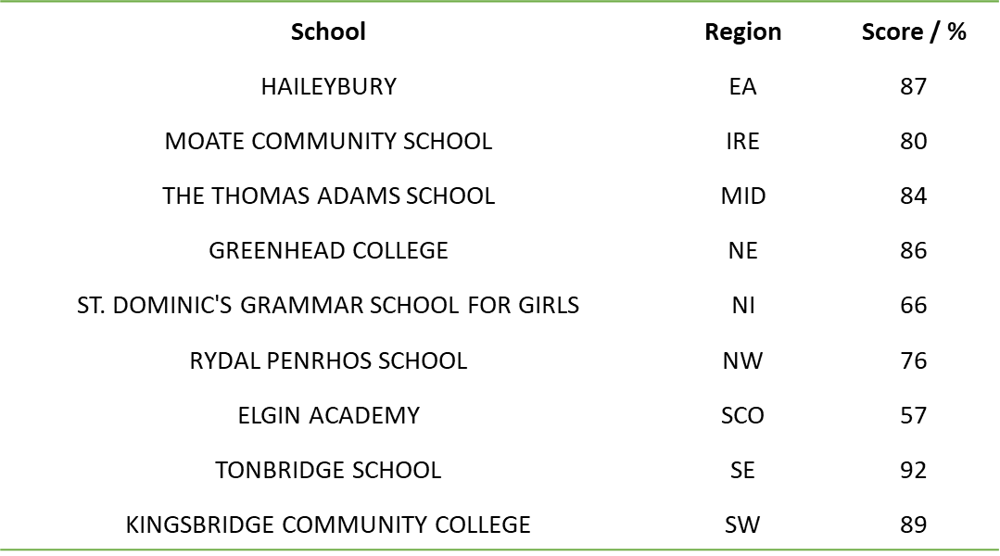 School Region Score / %
HAILEYBURY EA 87
MOATE COMMUNITY SCHOOL IRE 80
THE THOMAS ADAMS SCHOOL MID 84
GREENHEAD COLLEGE NE 86
ST. DOMINIC'S GRAMMAR SCHOOL FOR GIRLS NI 66
RYDAL PENRHOS SCHOOL NW 76
ELGIN ACADEMY SCO 57
TONBRIDGE SCHOOL SE 92
KINGSBRIDGE COMMUNITY COLLEGE SW 89